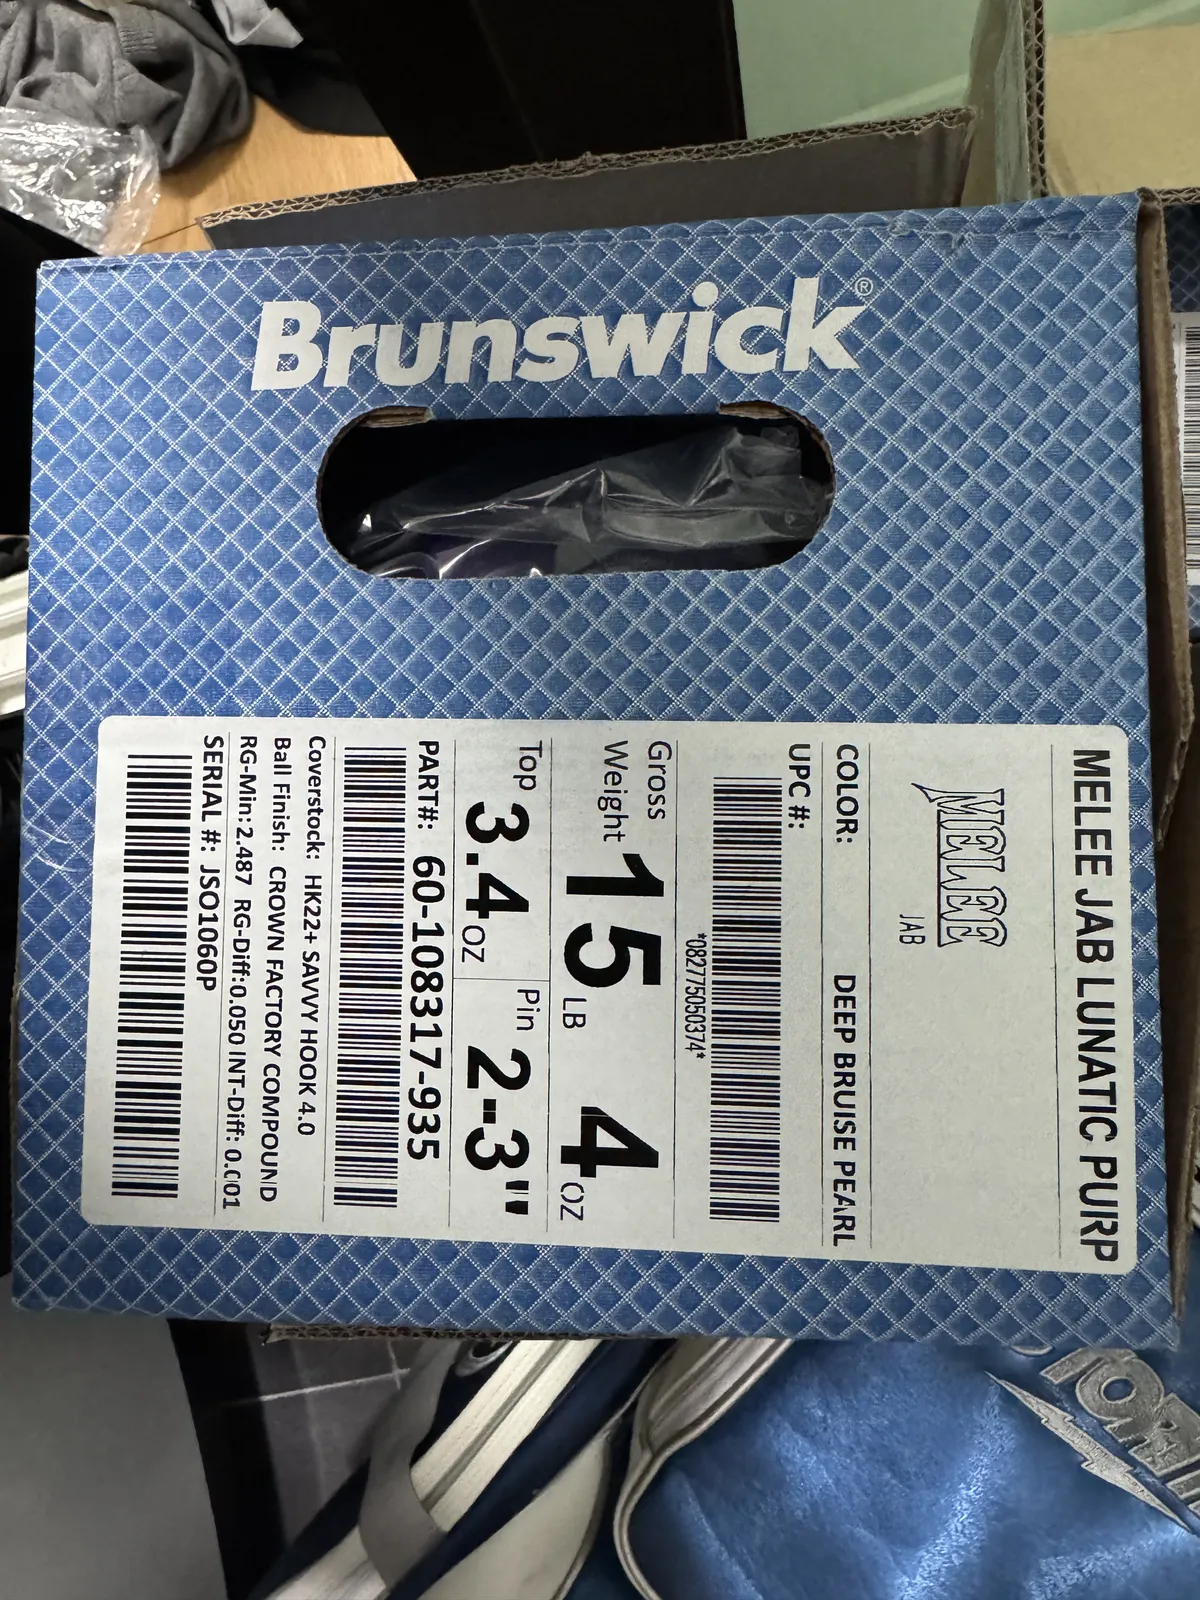 Brunswick®
MELEE JAB LUNATIC PURP
MELEE
JAB
COLOR: DEEP BRUISE PEARL
UPC #:
*082775050374*
Gross Weight 15 LB 4 OZ
Top 3.4 OZ Pin 2-3"
PART#: 60-108317-935
Coverstock: HK22+ SAVVY HOOK 4.0
Ball Finish: CROWN FACTORY COMPOUND
RG-Min: 2.487 RG-Diff:0.050 INT-Diff: 0.001
SERIAL #: JSO1060P